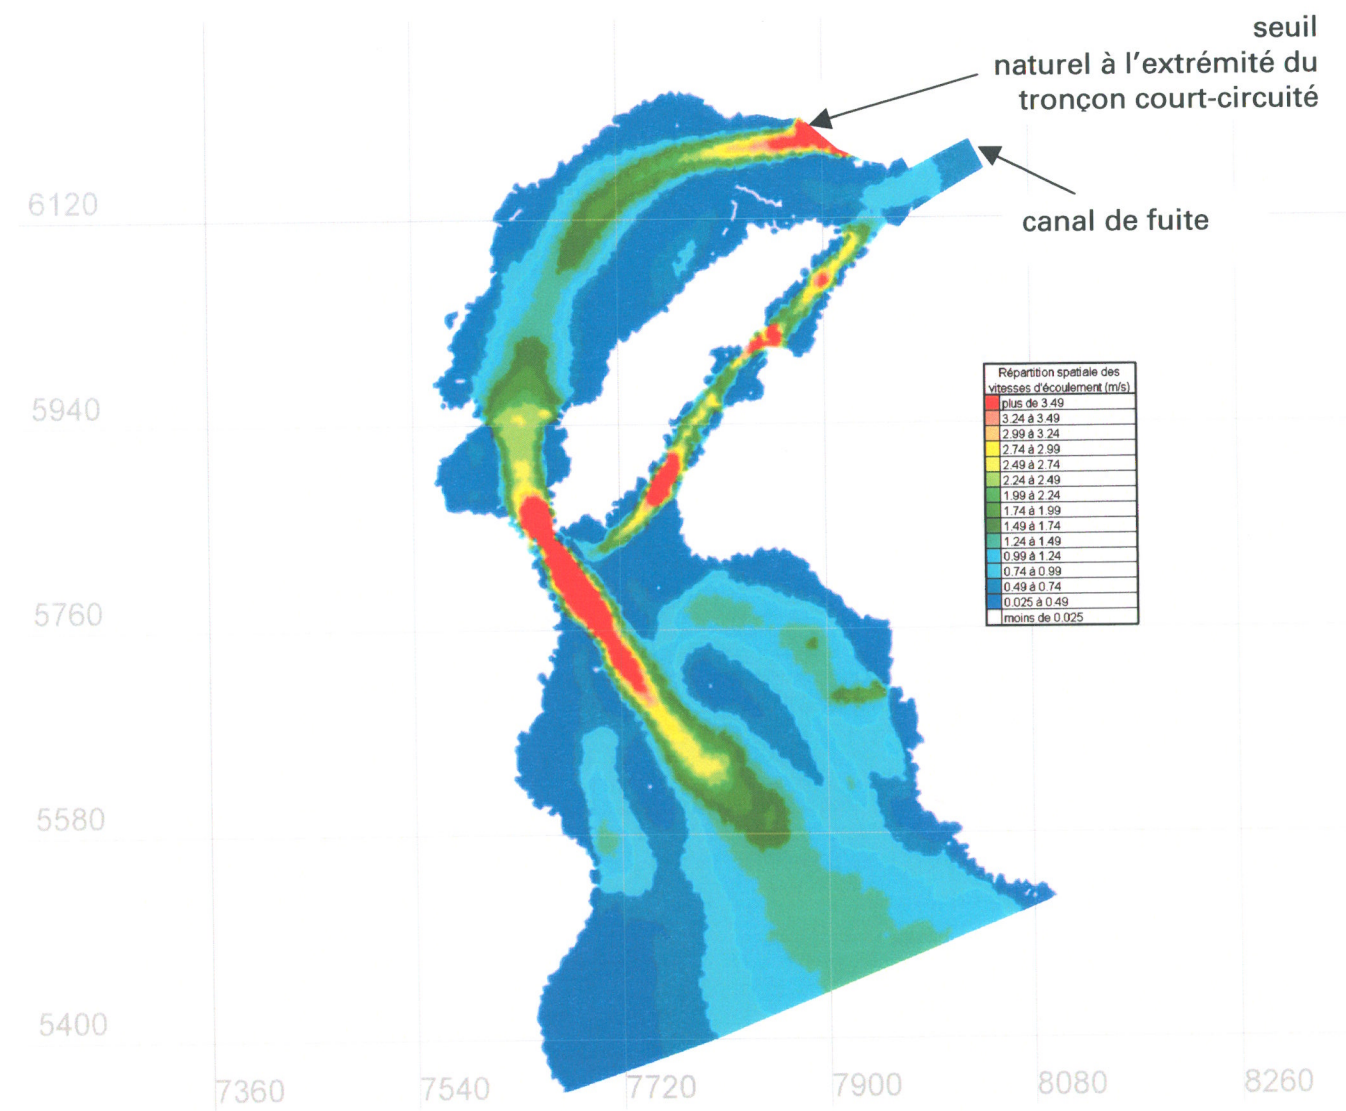 seuil
naturel à l'extrémité du
tronçon court-circuité
canal de fuite
6120
5940
5760
5580
5400
7360
7540
7720
7900
8080
8260
Répartition spatiale des
vitesses d'écoulement (m/s)
plus de 3.49
3.24 à 3.49
2.99 à 3.24
2.74 à 2.99
2.49 à 2.74
2.24 à 2.49
1.99 à 2.24
1.74 à 1.99
1.49 à 1.74
1.24 à 1.49
0.99 à 1.24
0.74 à 0.99
0.49 à 0.74
0.025 à 0.49
moins de 0.025